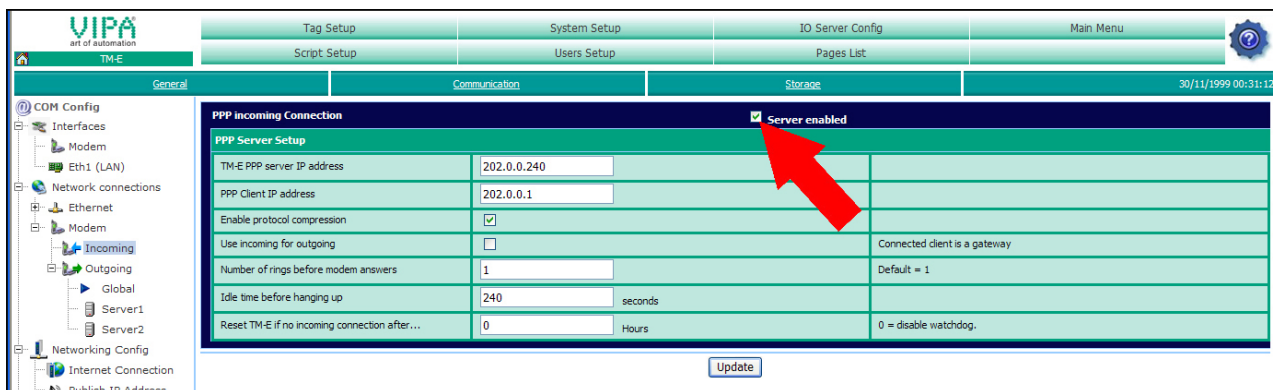 VIPA
art of automation
TM-E
Tag Setup
System Setup
IO Server Config
Main Menu
Script Setup
Users Setup
Pages List
General
Communication
Storage
30/11/1999 00:31:12
COM Config
Interfaces
Modem
Eth1 (LAN)
Network connections
Ethernet
Modem
Incoming
Outgoing
Global
Server1
Server2
Networking Config
Internet Connection
Publish IP Address
PPP incoming Connection
Server enabled
PPP Server Setup
TM-E PPP server IP address 202.0.0.240
PPP Client IP address 202.0.0.1
Enable protocol compression
Use incoming for outgoing Connected client is a gateway
Number of rings before modem answers 1 Default = 1
Idle time before hanging up 240 seconds
Reset TM-E if no incoming connection after... 0 Hours 0 = disable watchdog.
Update